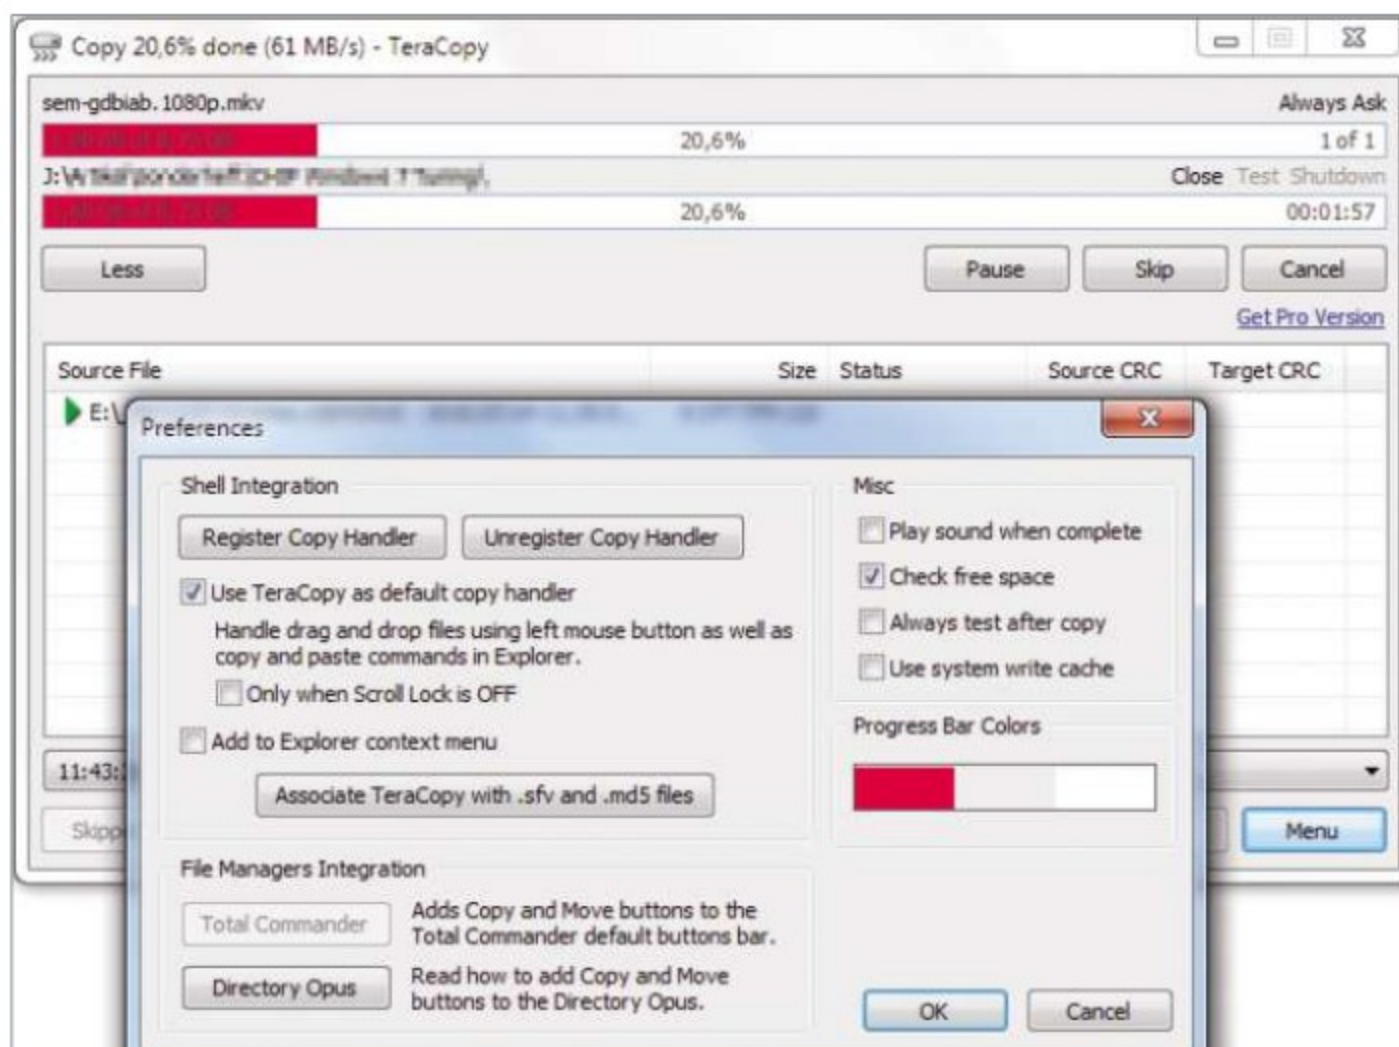 Copy 20,6% done (61 MB/s) - TeraCopy
sem-gdbiab.1080p.mkv Always Ask
20,6% 1 of 1
J:\ Close Test Shutdown
20,6% 00:01:57
Less Pause Skip Cancel
Get Pro Version
Source File Size Status Source CRC Target CRC
E:\
Preferences
Shell Integration
Register Copy Handler Unregister Copy Handler
Use TeraCopy as default copy handler
Handle drag and drop files using left mouse button as well as
copy and paste commands in Explorer.
Only when Scroll Lock is OFF
Add to Explorer context menu
Associate TeraCopy with .sfv and .md5 files
Misc
Play sound when complete
Check free space
Always test after copy
Use system write cache
Progress Bar Colors
11:43:
Menu
File Managers Integration
Total Commander
Adds Copy and Move buttons to the
Total Commander default buttons bar.
Directory Opus
Read how to add Copy and Move
buttons to the Directory Opus.
OK Cancel